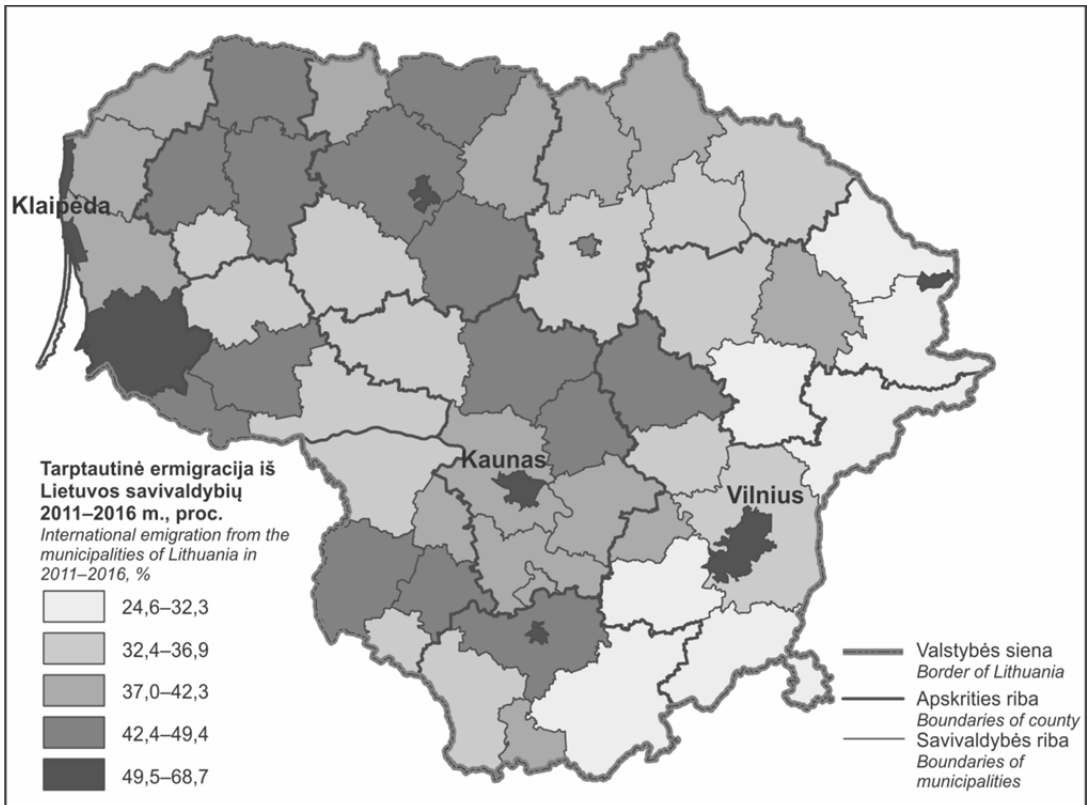 Klaipėda
Kaunas
Vilnius
Tarptautinė ermigracija iš
Lietuvos savivaldybių
2011–2016 m., proc.
International emigration from the
municipalities of Lithuania in
2011–2016, %
24,6–32,3
32,4–36,9
37,0–42,3
42,4–49,4
49,5–68,7
Valstybės siena
Border of Lithuania
Apskrities riba
Boundaries of county
Savivaldybės riba
Boundaries of
municipalities